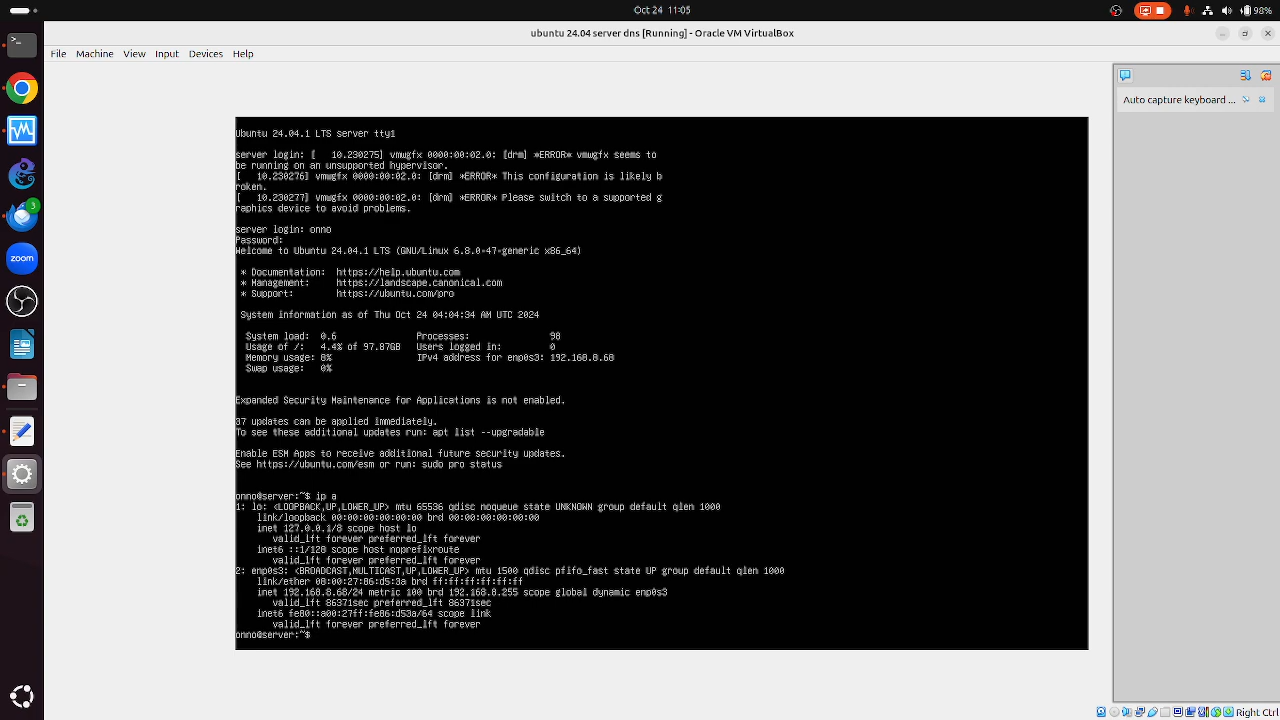 Oct 24 11:05
98%
ubuntu 24.04 server dns [Running] - Oracle VM VirtualBox
File Machine View Input Devices Help
Auto capture keyboard ...
3
zoom
Ubuntu 24.04.1 LTS server tty1
server login: [   10.230275] vmwgfx 0000:00:02.0: [drm] *ERROR* vmwgfx seems to
be running on an unsupported hypervisor.
[   10.230276] vmwgfx 0000:00:02.0: [drm] *ERROR* This configuration is likely b
roken.
[   10.230277] vmwgfx 0000:00:02.0: [drm] *ERROR* Please switch to a supported g
raphics device to avoid problems.
server login: onno
Password:
Welcome to Ubuntu 24.04.1 LTS (GNU/Linux 6.8.0-47-generic x86_64)
* Documentation:  https://help.ubuntu.com
* Management:     https://landscape.canonical.com
* Support:        https://ubuntu.com/pro
System information as of Thu Oct 24 04:04:34 AM UTC 2024
System load:  0.6               Processes:               98
Usage of /:   4.4% of 97.87GB   Users logged in:         0
Memory usage: 8%                IPv4 address for enp0s3: 192.168.0.68
Swap usage:   0%
Expanded Security Maintenance for Applications is not enabled.
37 updates can be applied immediately.
To see these additional updates run: apt list --upgradable
Enable ESM Apps to receive additional future security updates.
See https://ubuntu.com/esm or run: sudo pro status
onno@server:~$ ip a
1: lo: <LOOPBACK,UP,LOWER_UP> mtu 65536 qdisc noqueue state UNKNOWN group default qlen 1000
link/loopback 00:00:00:00:00:00 brd 00:00:00:00:00:00
inet 127.0.0.1/8 scope host lo
valid_lft forever preferred_lft forever
inet6 ::1/128 scope host noprefixroute
valid_lft forever preferred_lft forever
2: enp0s3: <BROADCAST,MULTICAST,UP,LOWER_UP> mtu 1500 qdisc pfifo_fast state UP group default qlen 1000
link/ether 08:00:27:86:d5:3a brd ff:ff:ff:ff:ff:ff
inet 192.168.0.68/24 metric 100 brd 192.168.0.255 scope global dynamic enp0s3
valid_lft 86371sec preferred_lft 86371sec
inet6 fe80::a00:27ff:fe86:d53a/64 scope link
valid_lft forever preferred_lft forever
onno@server:~$
Right Ctrl